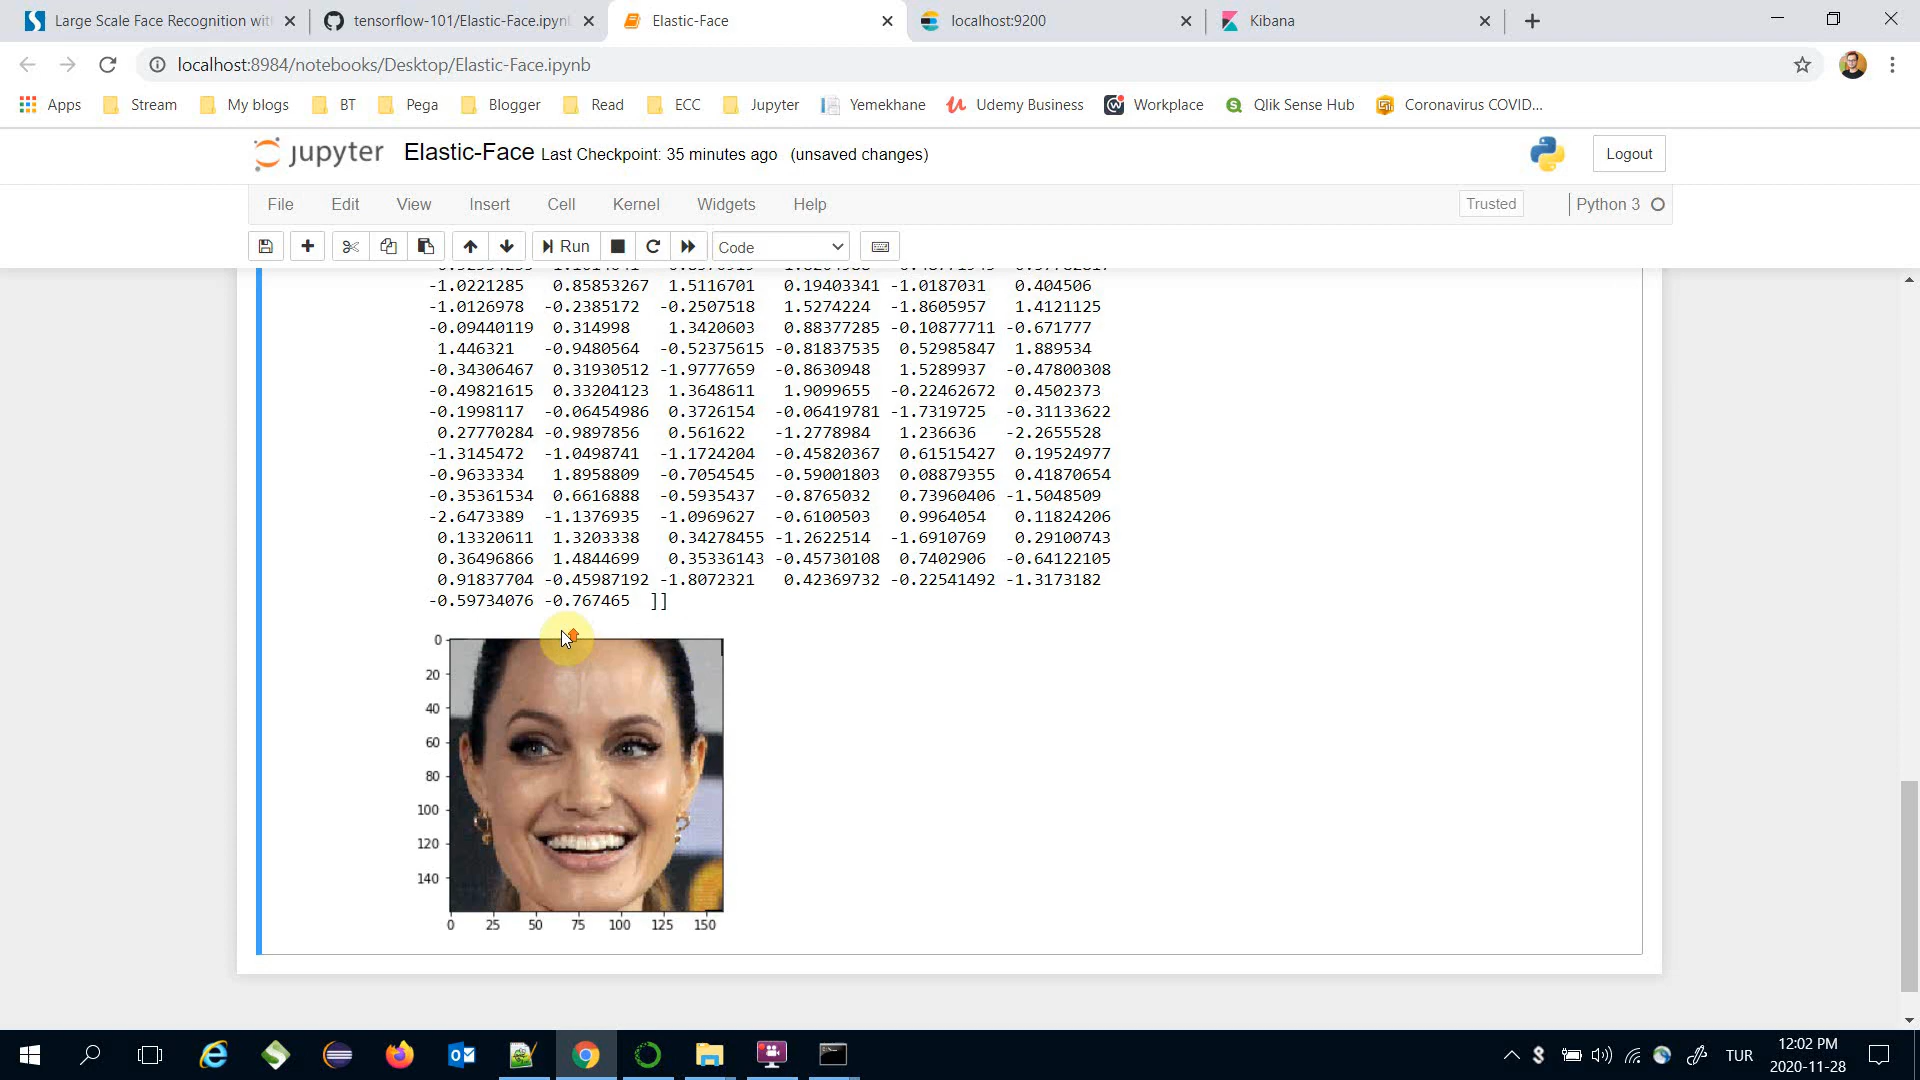 Large Scale Face Recognition wit
tensorflow-101/Elastic-Face.ipyn
Elastic-Face
localhost:9200
Kibana
localhost:8984/notebooks/Desktop/Elastic-Face.ipynb
Apps Stream My blogs BT Pega Blogger Read ECC Jupyter Yemekhane Udemy Business Workplace Qlik Sense Hub Coronavirus COVID...
jupyter Elastic-Face Last Checkpoint: 35 minutes ago (unsaved changes) Logout
File Edit View Insert Cell Kernel Widgets Help Trusted Python 3
Run Code
-1.0221285 0.85853267 1.5116701 0.19403341 -1.0187031 0.404506
-1.0126978 -0.2385172 -0.2507518 1.5274224 -1.8605957 1.4121125
-0.09440119 0.314998 1.3420603 0.88377285 -0.10877711 -0.671777
1.446321 -0.9480564 -0.52375615 -0.81837535 0.52985847 1.889534
-0.34306467 0.31930512 -1.9777659 -0.8630948 1.5289937 -0.47800308
-0.49821615 0.33204123 1.3648611 1.9099655 -0.22462672 0.4502373
-0.1998117 -0.06454986 0.3726154 -0.06419781 -1.7319725 -0.31133622
0.27770284 -0.9897856 0.561622 -1.2778984 1.236636 -2.2655528
-1.3145472 -1.0498741 -1.1724204 -0.45820367 0.61515427 0.19524977
-0.9633334 1.8958809 -0.7054545 -0.59001803 0.08879355 0.41870654
-0.35361534 0.6616888 -0.5935437 -0.8765032 0.73960406 -1.5048509
-2.6473389 -1.1376935 -1.0969627 -0.6100503 0.9964054 0.11824206
0.13320611 1.3203338 0.34278455 -1.2622514 -1.6910769 0.29100743
0.36496866 1.4844699 0.35336143 -0.45730108 0.7402906 -0.64122105
0.91837704 -0.45987192 -1.8072321 0.42369732 -0.22541492 -1.3173182
-0.59734076 -0.767465 ]]
0
20
40
60
80
100
120
140
0 25 50 75 100 125 150
TUR
12:02 PM
2020-11-28